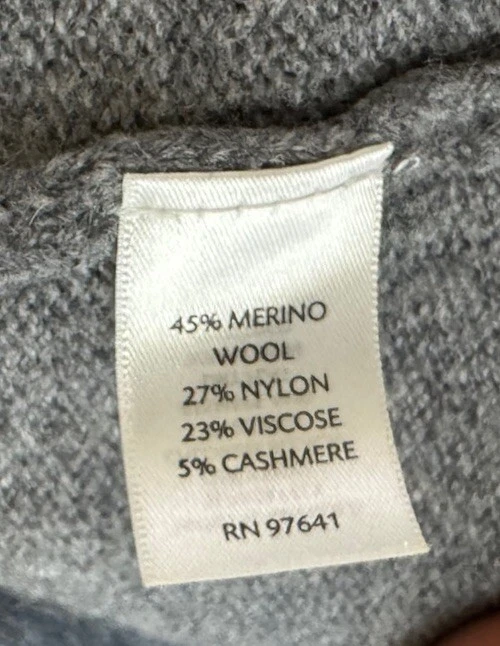 45% MERINO
WOOL
27% NYLON
23% VISCOSE
5% CASHMERE
RN 97641